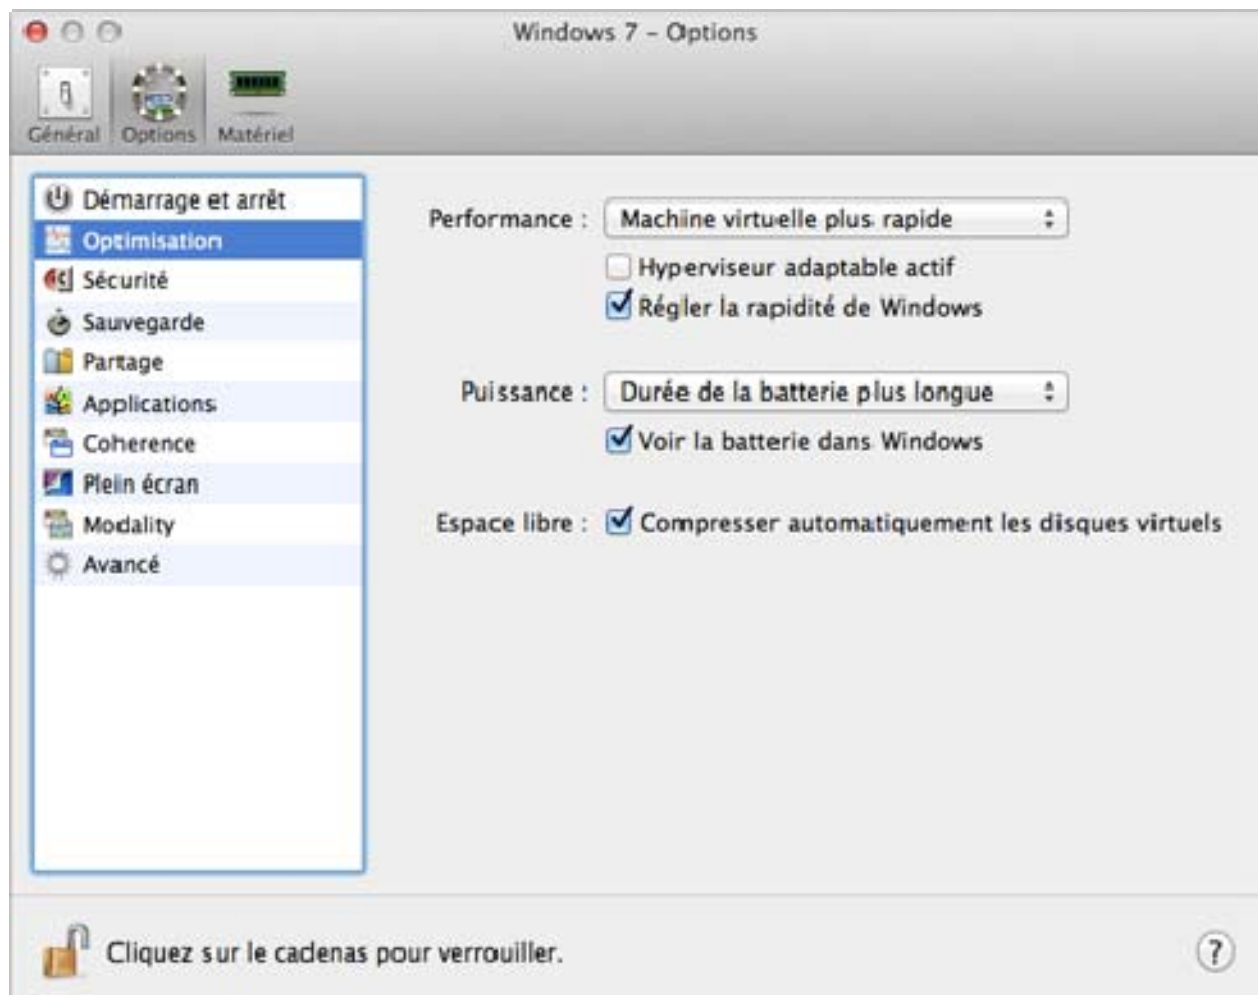 Windows 7 – Options
Général Options Matériel
Démarrage et arrêt
Optimisation
Sécurité
Sauvegarde
Partage
Applications
Coherence
Plein écran
Modality
Avancé
Performance : Machine virtuelle plus rapide
Hyperviseur adaptable actif
Régler la rapidité de Windows
Puissance : Durée de la batterie plus longue
Voir la batterie dans Windows
Espace libre : Compresser automatiquement les disques virtuels
Cliquez sur le cadenas pour verrouiller.
?